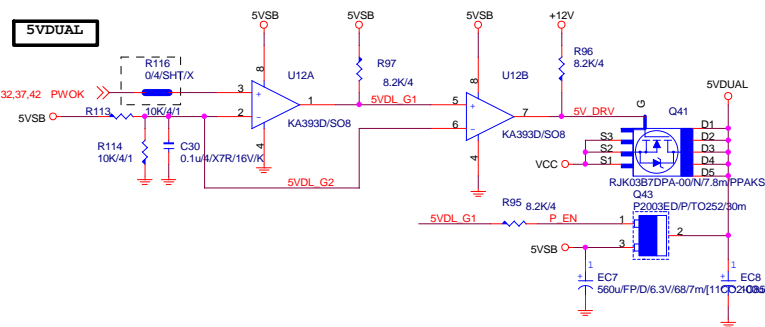 5VDUAL
5VSB
5VSB
5VSB
+12V
R116
0/4/SHT/X
R97
8.2K/4
R96
8.2K/4
U12A
U12B
5VDUAL
32,37,42 PWOK
8
3
+
1
5VDL_G1
8
5
+
7
5V_DRV
G
Q41
R113
10K/4/1
5VSB
2
-
4
KA393D/SO8
6
-
4
KA393D/SO8
S3
S2
S1
VCC
D1
D2
D3
D4
D5
R114
10K/4/1
C30
0.1u/4/X7R/16V/K
5VDL_G2
RJK03B7DPA-00/N/7.8m/PPAKS
Q43
P2003ED/P/TO252/30m
R95
8.2K/4
5VDL_G1
P_EN
1
2
3
5VSB
1
+
EC7
560u/FP/D/6.3V/68/7m/[11CO2-
1
+
EC8